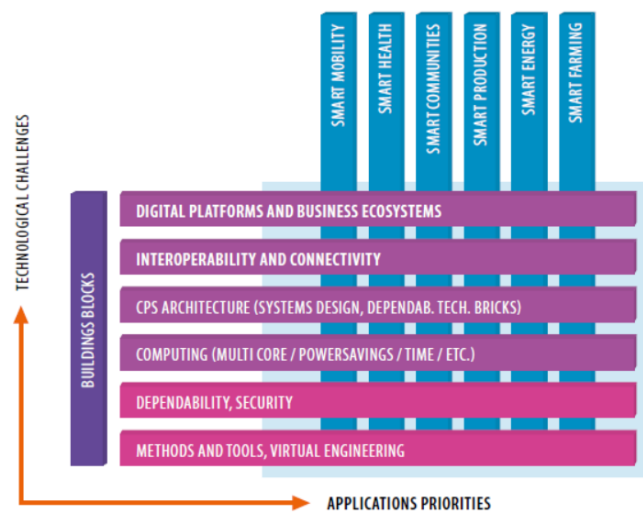 SMART MOBILITY
SMART HEALTH
SMART COMMUNITIES
SMART PRODUCTION
SMART ENERGY
SMART FARMING
TECHNOLOGICAL CHALLENGES
BUILDINGS BLOCKS
DIGITAL PLATFORMS AND BUSINESS ECOSYSTEMS
INTEROPERABILITY AND CONNECTIVITY
CPS ARCHITECTURE (SYSTEMS DESIGN, DEPENDAB. TECH. BRICKS)
COMPUTING (MULTI CORE / POWERSAVINGS / TIME / ETC.)
DEPENDABILITY, SECURITY
METHODS AND TOOLS, VIRTUAL ENGINEERING
APPLICATIONS PRIORITIES